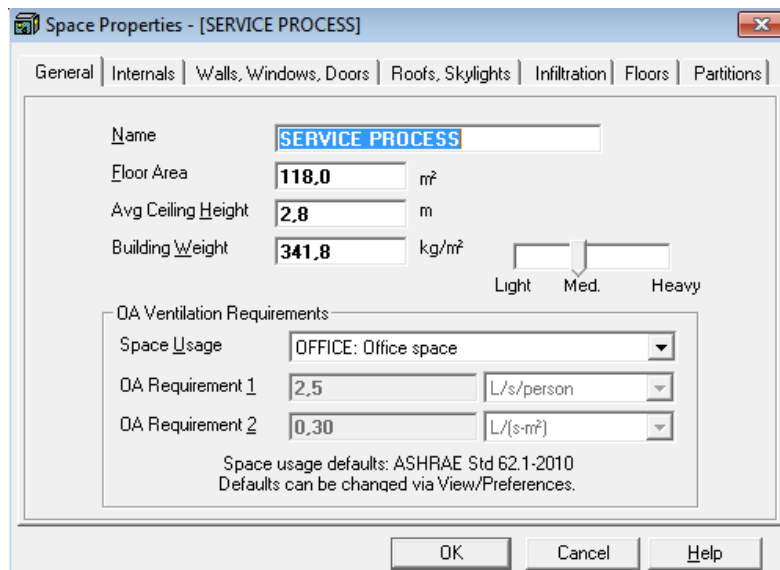 Space Properties - [SERVICE PROCESS]
General Internals Walls, Windows, Doors Roofs, Skylights Infiltration Floors Partitions
Name SERVICE PROCESS
Floor Area 118,0 m²
Avg Ceiling Height 2,8 m
Building Weight 341,8 kg/m²
Light Med. Heavy
OA Ventilation Requirements
Space Usage OFFICE: Office space
OA Requirement 1 2,5 L/s/person
OA Requirement 2 0,30 L/(s-m²)
Space usage defaults: ASHRAE Std 62.1-2010
Defaults can be changed via View/Preferences.
OK Cancel Help